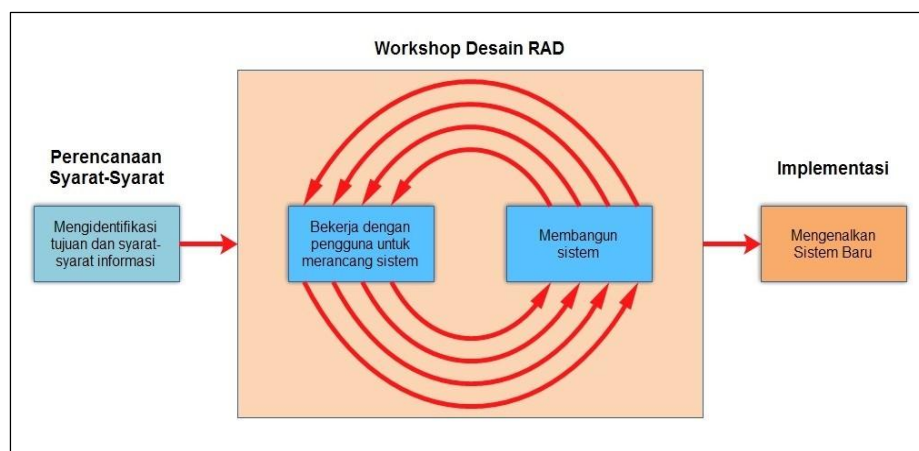 Workshop Desain RAD
Perencanaan
Syarat-Syarat
Mengidentifikasi
tujuan dan syarat-
syarat informasi
Bekerja dengan
pengguna untuk
merancang sistem
Membangun
sistem
Implementasi
Mengenalkan
Sistem Baru